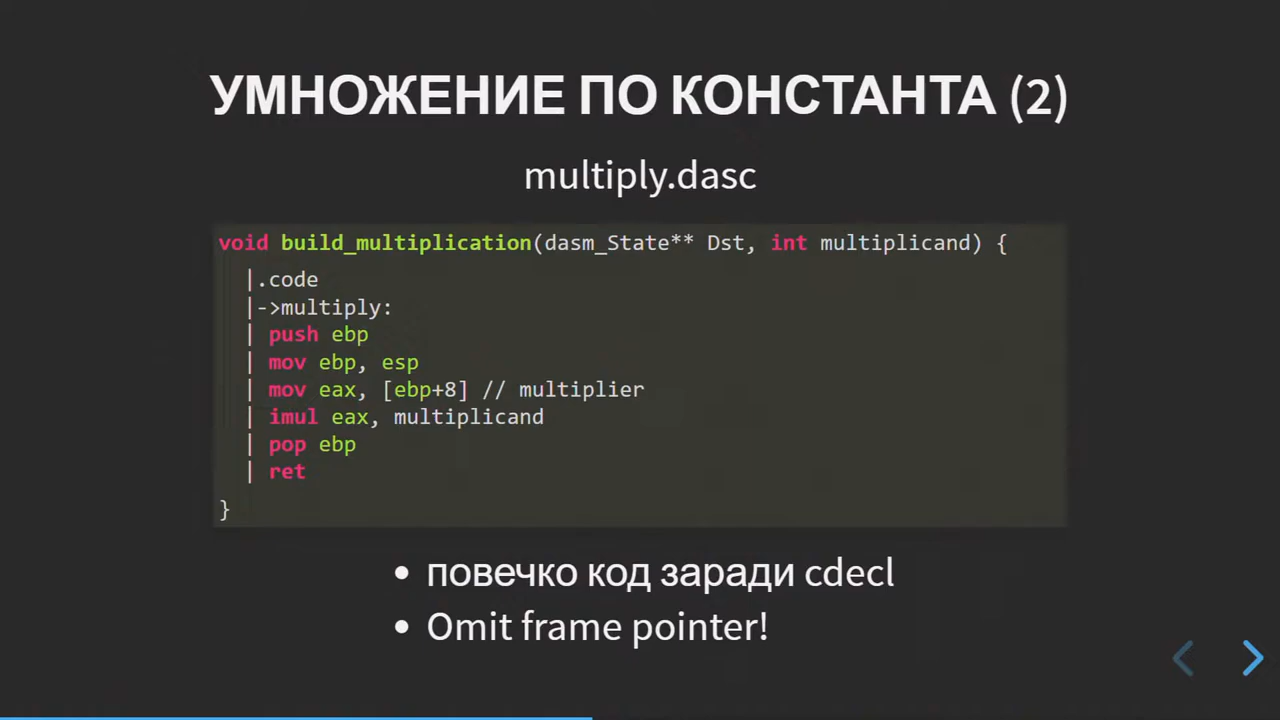 УМНОЖЕНИЕ ПО КОНСТАНТА (2)
multiply.dasc
void build_multiplication(dasm_State** Dst, int multiplicand) {
  |.code
  |->multiply:
  | push ebp
  | mov ebp, esp
  | mov eax, [ebp+8] // multiplier
  | imul eax, multiplicand
  | pop ebp
  | ret
}
• повечко код заради cdecl
• Omit frame pointer!